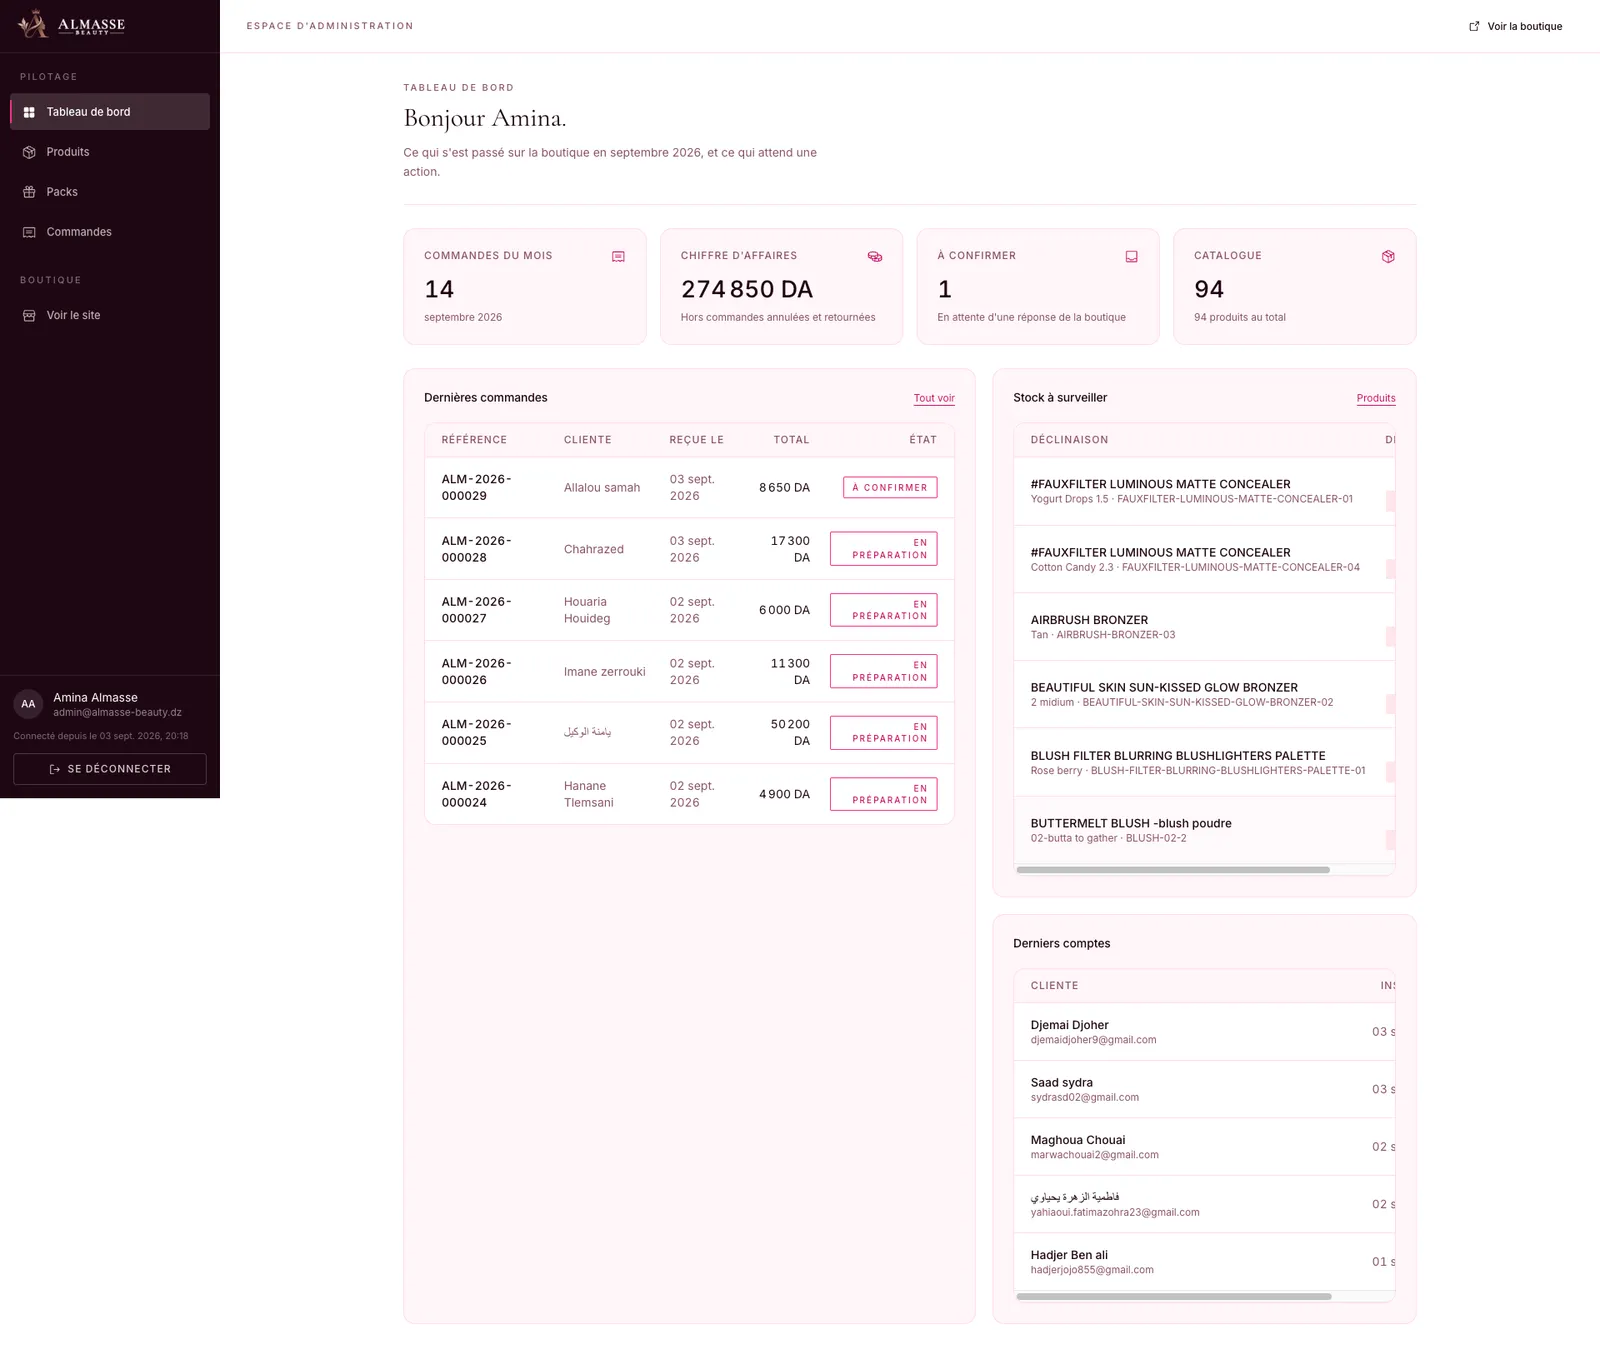 ALMASSE
BEAUTY
PILOTAGE
Tableau de bord
Produits
Packs
Commandes
BOUTIQUE
Voir le site
AA
Amina Almasse
admin@almasse-beauty.dz
Connecté depuis le 03 sept. 2026, 20:18
SE DÉCONNECTER
ESPACE D'ADMINISTRATION
Voir la boutique
TABLEAU DE BORD
Bonjour Amina.
Ce qui s'est passé sur la boutique en septembre 2026, et ce qui attend une
action.
COMMANDES DU MOIS
14
septembre 2026
CHIFFRE D'AFFAIRES
274 850 DA
Hors commandes annulées et retournées
À CONFIRMER
1
En attente d'une réponse de la boutique
CATALOGUE
94
94 produits au total
Dernières commandes
Tout voir
RÉFÉRENCE CLIENTE REÇUE LE TOTAL ÉTAT
ALM-2026-
000029
Allalou samah
03 sept.
2026
8 650 DA
À CONFIRMER
ALM-2026-
000028
Chahrazed
03 sept.
2026
17 300
DA
EN
PRÉPARATION
ALM-2026-
000027
Houaria
Houideg
02 sept.
2026
6 000 DA
EN
PRÉPARATION
ALM-2026-
000026
Imane zerrouki
02 sept.
2026
11 300
DA
EN
PRÉPARATION
ALM-2026-
000025
يامنة الوكيل
02 sept.
2026
50 200
DA
EN
PRÉPARATION
ALM-2026-
000024
Hanane
Tlemsani
02 sept.
2026
4 900 DA
EN
PRÉPARATION
Stock à surveiller
Produits
DÉCLINAISON
#FAUXFILTER LUMINOUS MATTE CONCEALER
Yogurt Drops 1.5 · FAUXFILTER-LUMINOUS-MATTE-CONCEALER-01
#FAUXFILTER LUMINOUS MATTE CONCEALER
Cotton Candy 2.3 · FAUXFILTER-LUMINOUS-MATTE-CONCEALER-04
AIRBRUSH BRONZER
Tan · AIRBRUSH-BRONZER-03
BEAUTIFUL SKIN SUN-KISSED GLOW BRONZER
2 midium · BEAUTIFUL-SKIN-SUN-KISSED-GLOW-BRONZER-02
BLUSH FILTER BLURRING BLUSHLIGHTERS PALETTE
Rose berry · BLUSH-FILTER-BLURRING-BLUSHLIGHTERS-PALETTE-01
BUTTERMELT BLUSH -blush poudre
02-butta to gather · BLUSH-02-2
Derniers comptes
CLIENTE INS
Djemai Djoher
djemaidjoher9@gmail.com
03 s
Saad sydra
sydrasd02@gmail.com
03 s
Maghoua Chouai
marwachouai2@gmail.com
02 s
فاطمية الزهرة يحياوي
yahiaoui.fatimazohra23@gmail.com
02 s
Hadjer Ben ali
hadjerjojo855@gmail.com
01 s